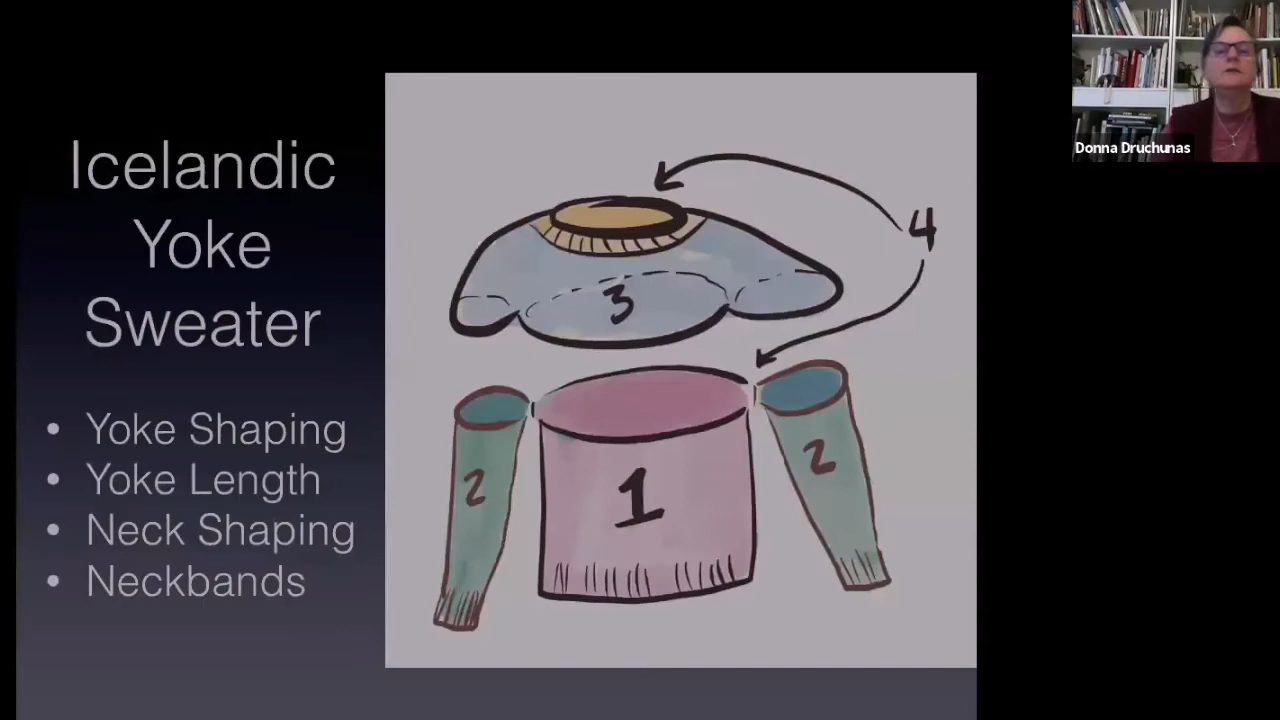 Icelandic
Yoke
Sweater
• Yoke Shaping
• Yoke Length
• Neck Shaping
• Neckbands
4
3
2
1
2
Donna Druchunas